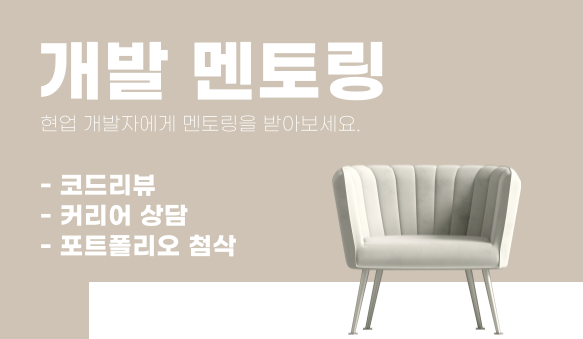 개발 멘토링
현업 개발자에게 멘토링을 받아보세요.
- 코드리뷰
- 커리어 상담
- 포트폴리오 첨삭